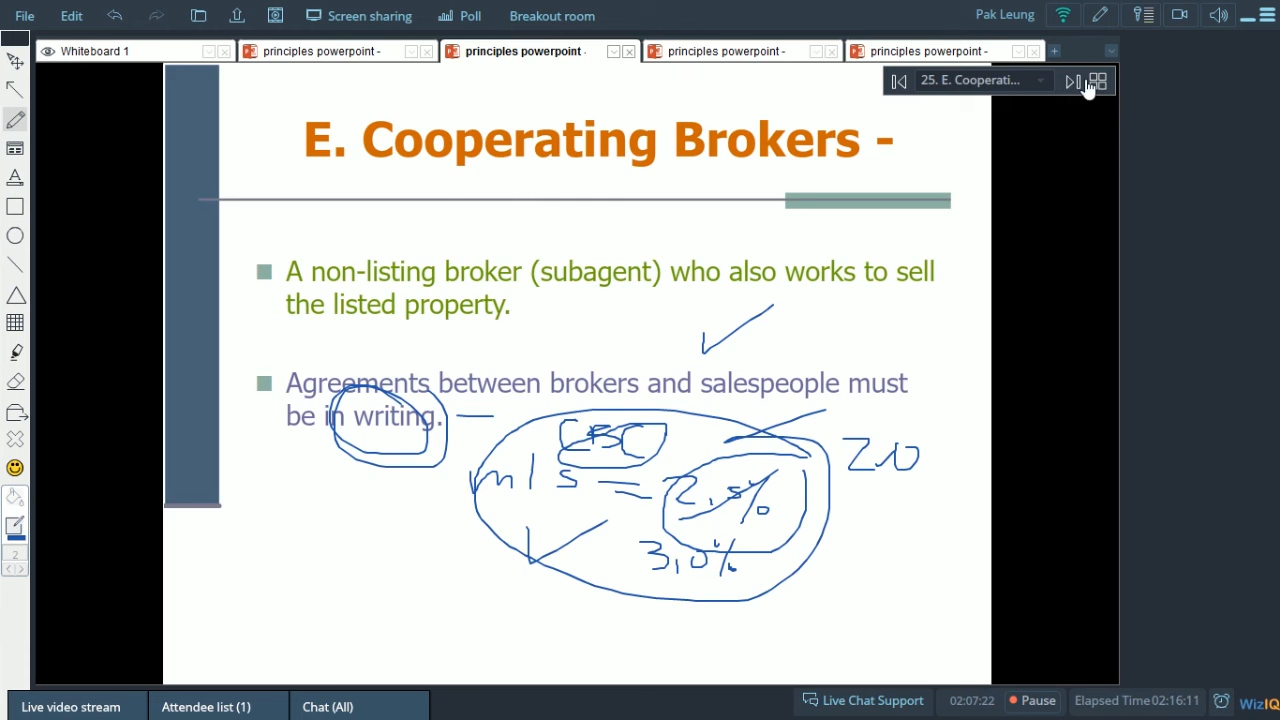 File Edit Screen sharing Poll Breakout room Pak Leung
Whiteboard 1 principles powerpoint - principles powerpoint - principles powerpoint - principles powerpoint -
25. E. Cooperati...
E. Cooperating Brokers -
A non-listing broker (subagent) who also works to sell
the listed property.
Agreements between brokers and salespeople must
be in writing.
2.0
mls = 2.5%
3.0%
2
Live video stream Attendee list (1) Chat (All) Live Chat Support 02:07:22 Pause Elapsed Time 02:16:11 WizIQ